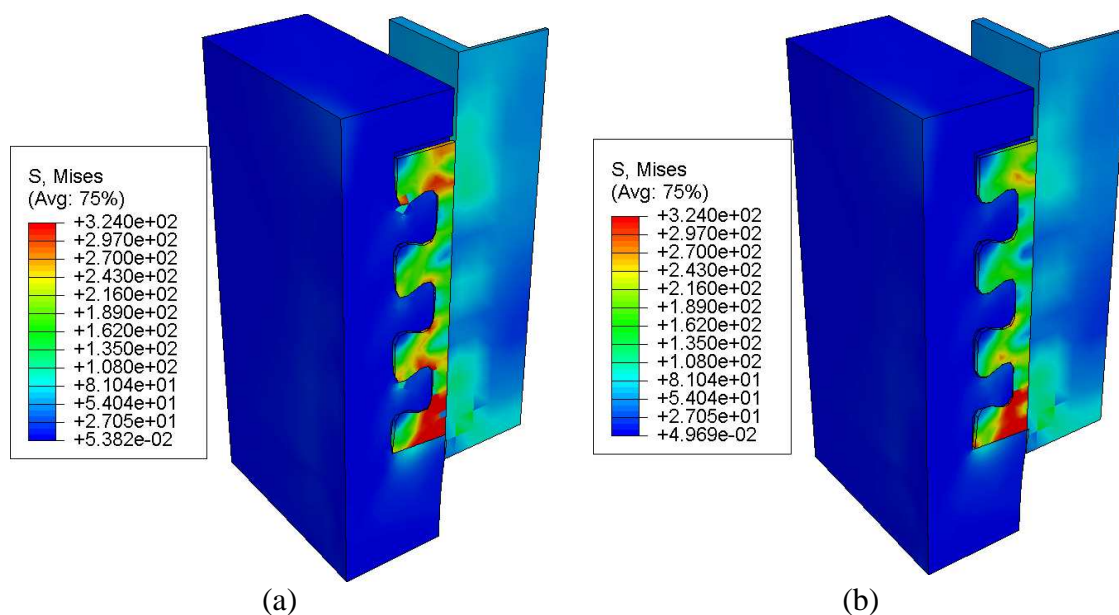 S, Mises
(Avg: 75%)
+3.240e+02
+2.970e+02
+2.700e+02
+2.430e+02
+2.160e+02
+1.890e+02
+1.620e+02
+1.350e+02
+1.080e+02
+8.104e+01
+5.404e+01
+2.705e+01
+5.382e-02
(a)
S, Mises
(Avg: 75%)
+3.240e+02
+2.970e+02
+2.700e+02
+2.430e+02
+2.160e+02
+1.890e+02
+1.620e+02
+1.350e+02
+1.080e+02
+8.104e+01
+5.404e+01
+2.705e+01
+4.969e-02
(b)